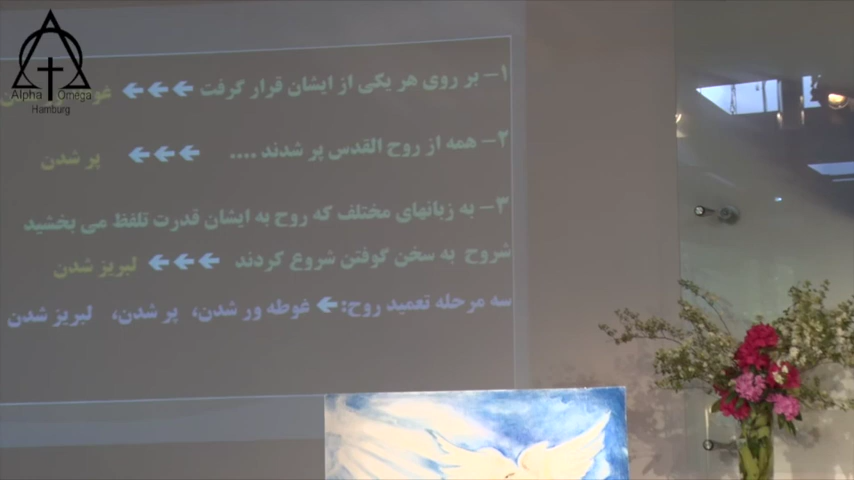 Alpha Omega
Hamburg
۱- بر روی هر یکی از ایشان قرار گرفت
۲- همه از روح القدس پر شدند .... پر شدن
۳- به زبانهای مختلف که روح به ایشان قدرت تلفظ می بخشید
شروح به سخن گوفتن شروع کردند لبریز شدن
سه مرحله تعمید روح: غوطه ور شدن، پر شدن، لبریز شدن